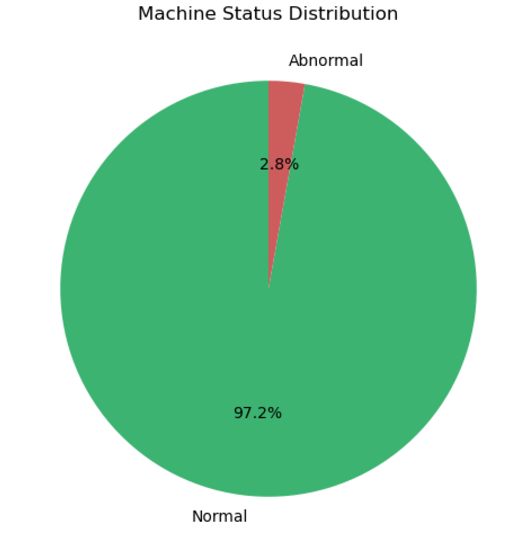 Machine Status Distribution
Abnormal
2.8%
97.2%
Normal